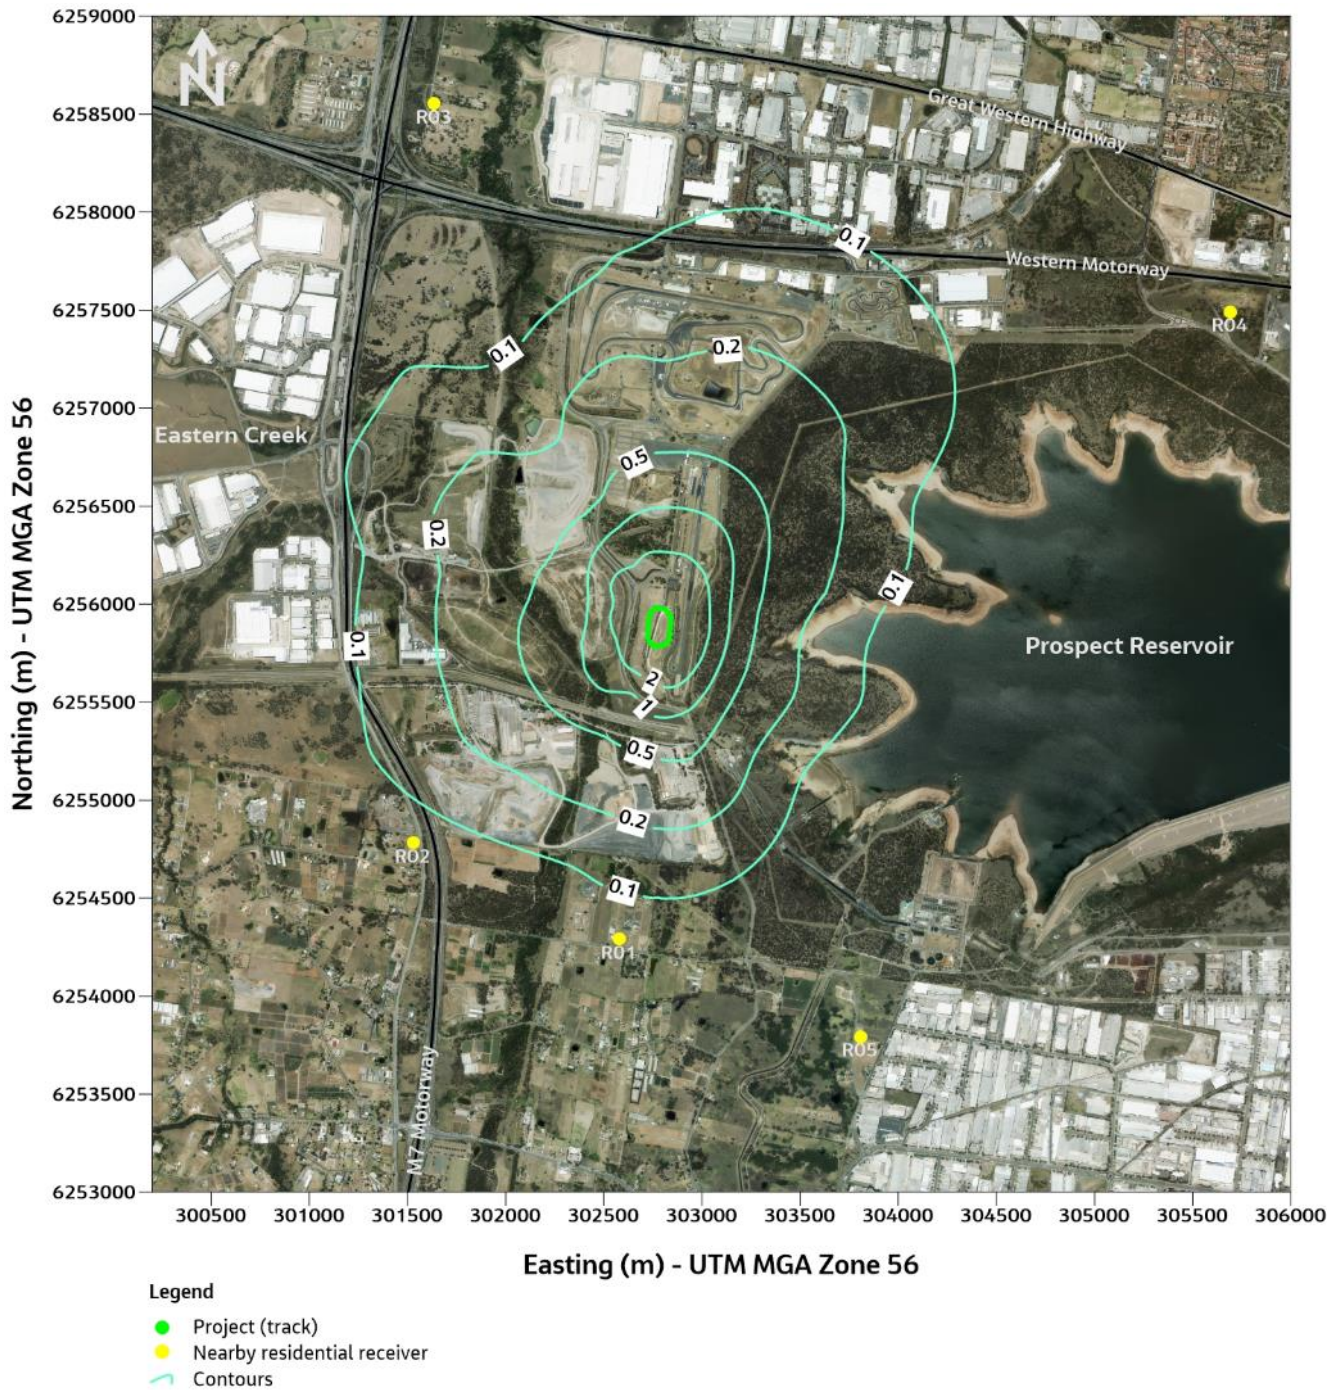 6259000
N
R03
6258500
Great Western Highway
6258000
0.1
Western Motorway
6257500
R04
0.1
0.2
6257000
Eastern Creek
0.5
6256500
0.2
6256000
0.1
0.1
Prospect Reservoir
2
6255500
1
0.5
6255000
0.2
R02
0.1
6254500
R01
6254000
R05
6253500
M7 Motorway
6253000
Northing (m) - UTM MGA Zone 56
300500 301000 301500 302000 302500 303000 303500 304000 304500 305000 305500 306000
Easting (m) - UTM MGA Zone 56
Legend
Project (track)
Nearby residential receiver
Contours